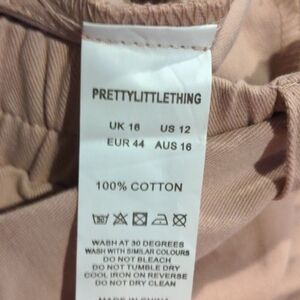 PRETTYLITTLETHING
UK 16 US 12
EUR 44 AUS 16
100% COTTON
WASH AT 30 DEGREES
WASH WITH SIMILAR COLOURS
DO NOT BLEACH
DO NOT TUMBLE DRY
COOL IRON ON REVERSE
DO NOT DRY CLEAN